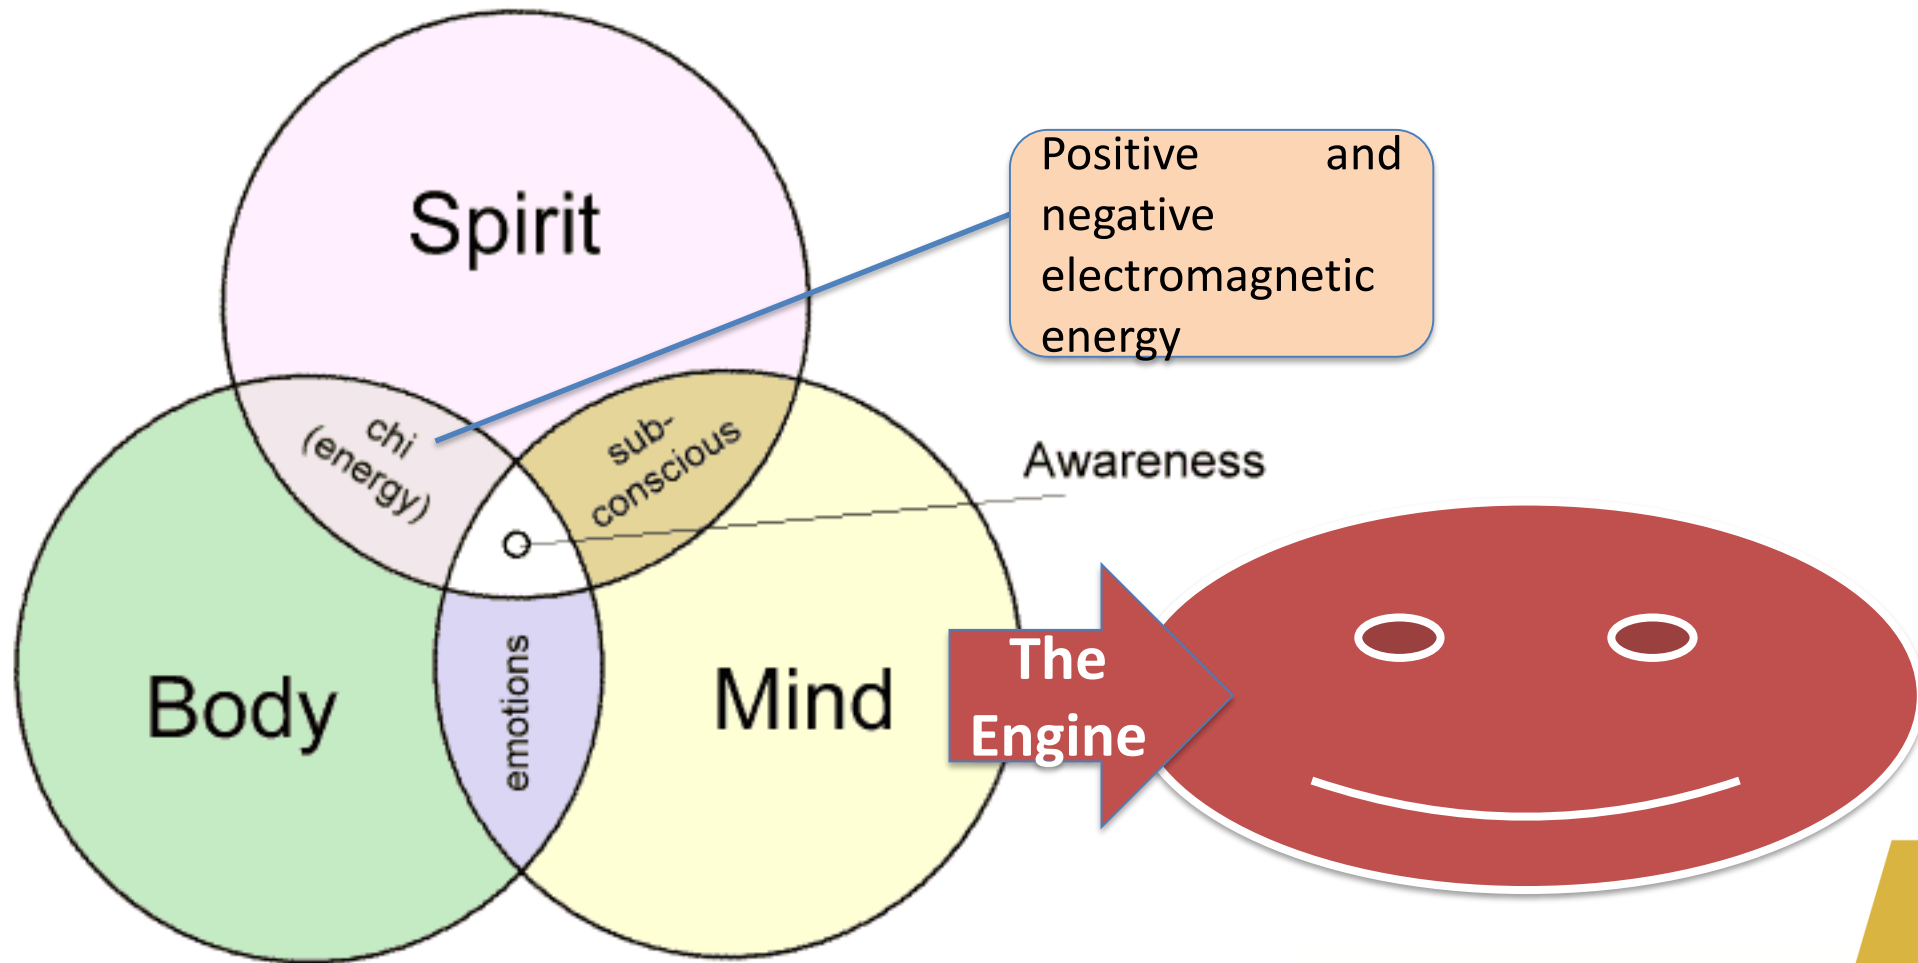 Spirit
Positive and
negative
electromagnetic
energy
chi
(energy)
sub-
conscious
Awareness
Body
emotions
Mind
The
Engine